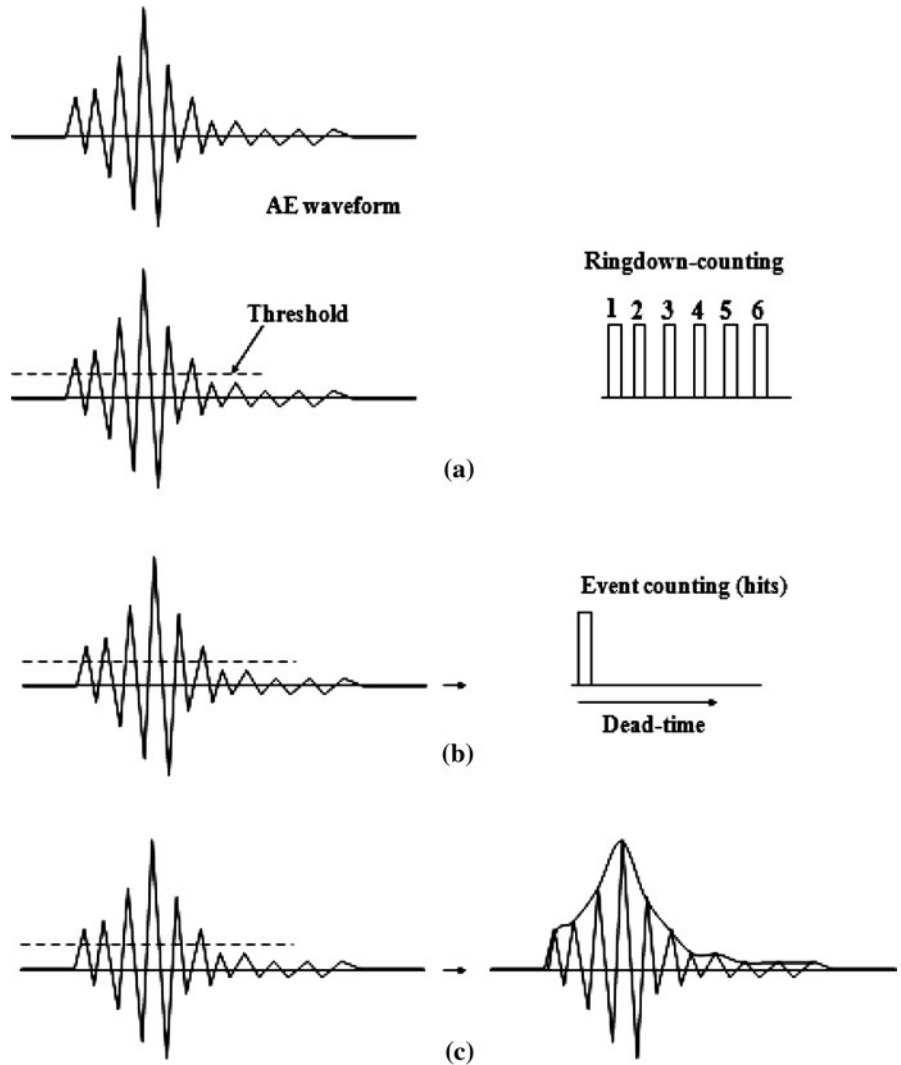 AE waveform
Ringdown-counting
1 2 3 4 5 6
Threshold
(a)
Event counting (hits)
Dead-time
(b)
(c)